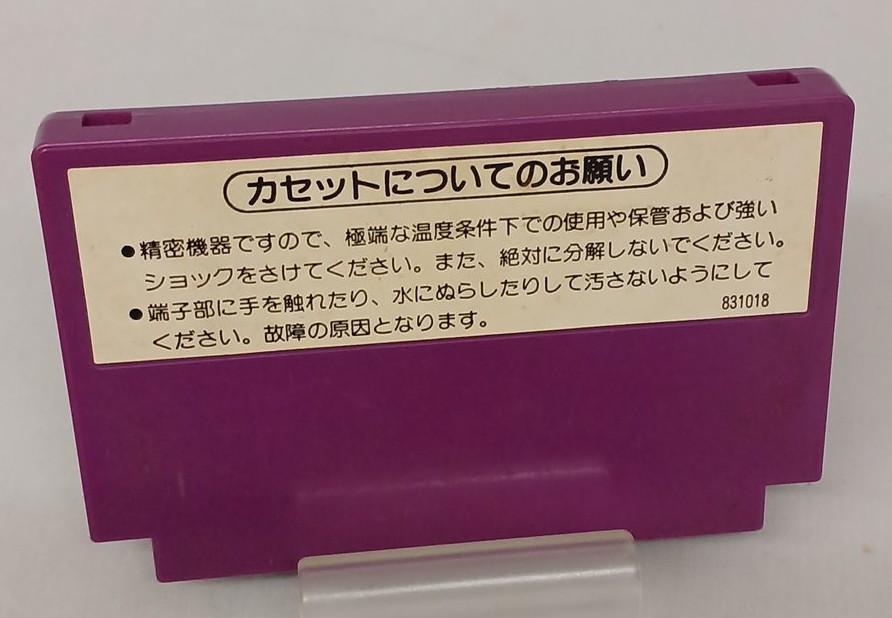 カセットについてのお願い
●精密機器ですので、極端な温度条件下での使用や保管および強い
ショックをさけてください。また、絶対に分解しないでください。
●端子部に手を触れたり、水にぬらしたりして汚さないようにして
ください。故障の原因となります。
831018